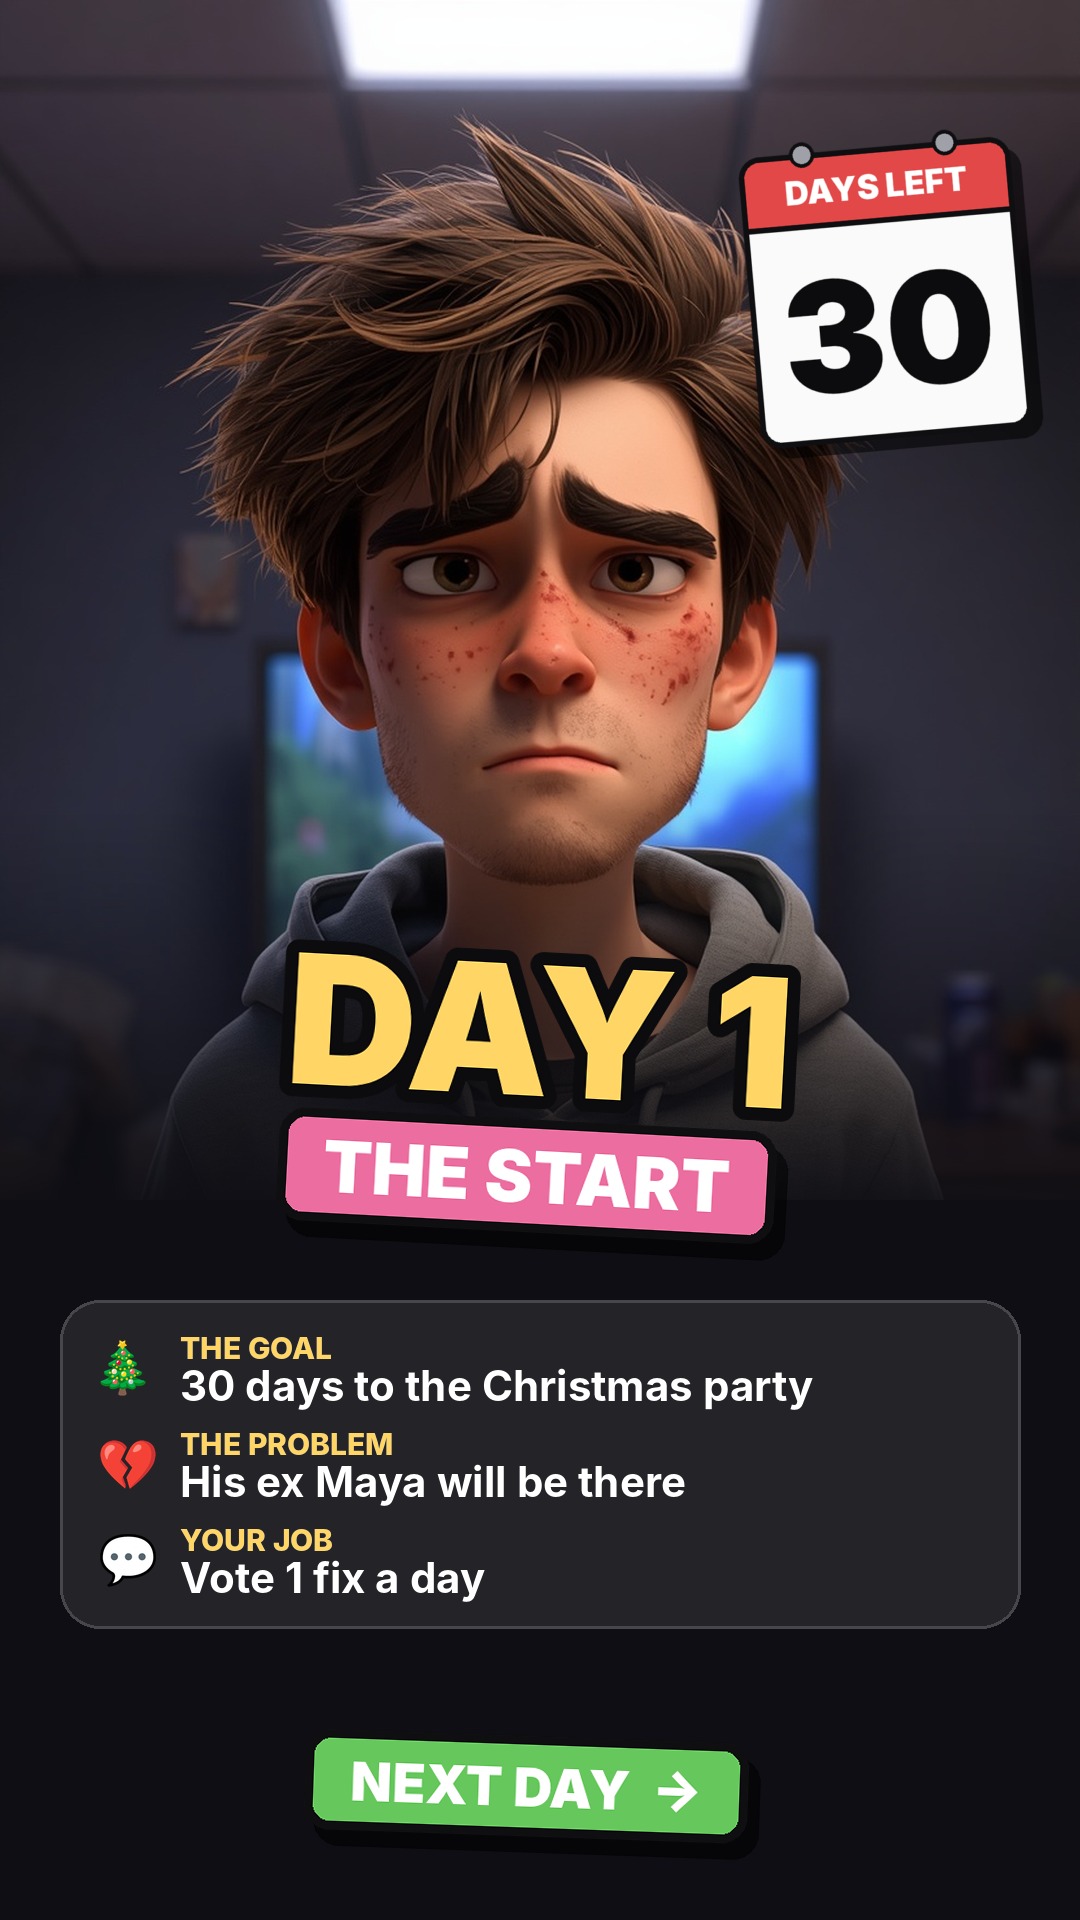 DAYS LEFT
30
DAY 1
THE START
THE GOAL
30 days to the Christmas party
THE PROBLEM
His ex Maya will be there
YOUR JOB
Vote 1 fix a day
NEXT DAY →